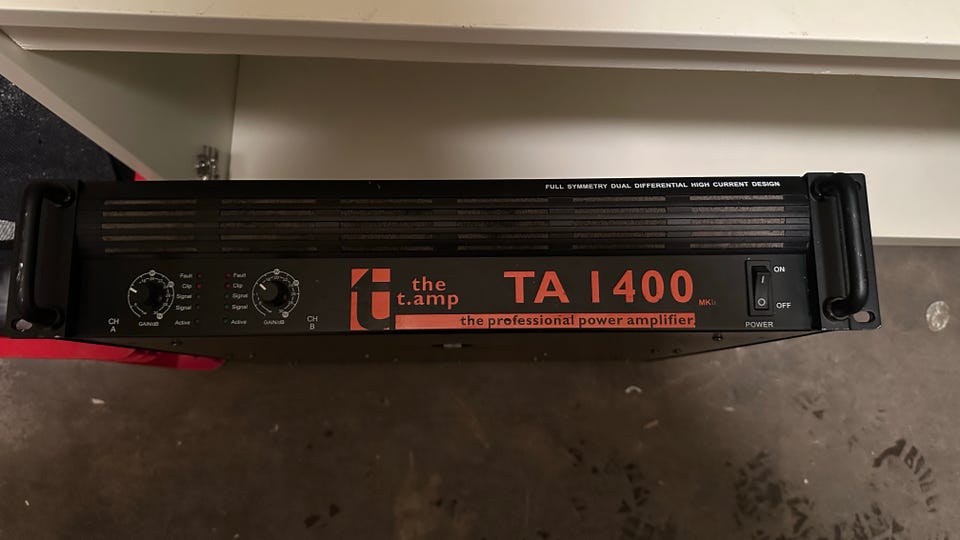 FULL SYMMETRY DUAL DIFFERENTIAL HIGH CURRENT DESIGN
Fault
Clip
Signal
Signal
Active
GAIN/dB
CH
A
Fault
Clip
Signal
Signal
Active
GAIN/dB
CH
B
the
t.amp
TA 1400
the professional power amplifier
ON
I
O
OFF
POWER